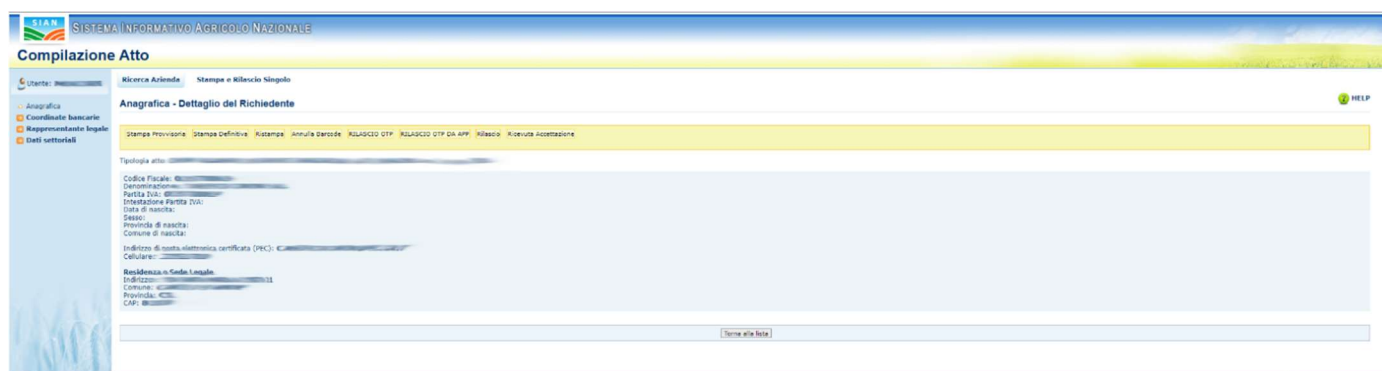 SIAN
SISTEMA INFORMATIVO AGRICOLO NAZIONALE
Compilazione Atto
Utente:
Ricerca Azienda Stampa e Rilascio Singolo
Anagrafica
Coordinate bancarie
Rappresentante legale
Dati settoriali
Anagrafica - Dettaglio del Richiedente
HELP
Stampa Provvisoria Stampa Definitiva Ristampa Annulla Barcode RILASCIO OTP RILASCIO OTP DA APP Rilascio Ricevuta Accettazione
Tipologia atto:
Codice Fiscale:
Denominazione:
Partita IVA:
Intestazione Partita IVA:
Data di nascita:
Sesso:
Provincia di nascita:
Comune di nascita:
Indirizzo di posta elettronica certificata (PEC):
Cellulare:
Residenza o Sede Legale
Indirizzo: 31
Comune:
Provincia:
CAP:
Torna alla lista